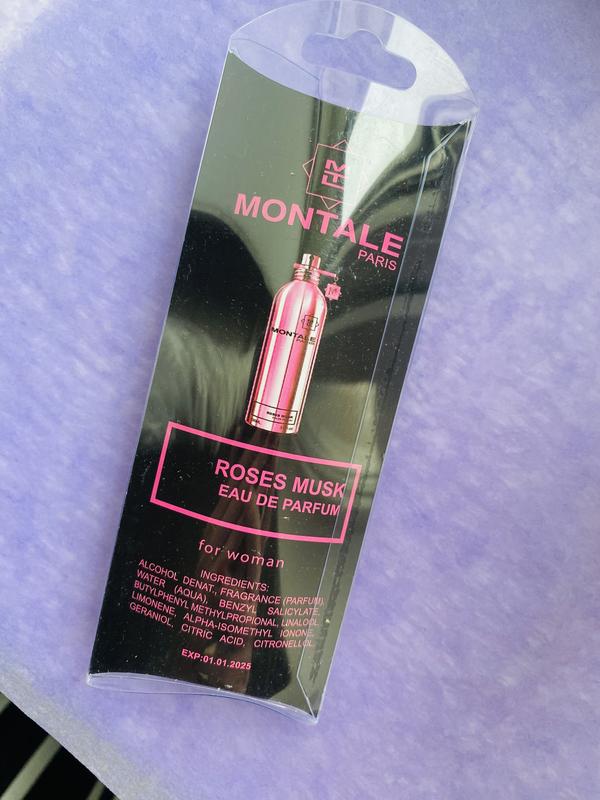 MONTALE
PARIS
MONTALE
ROSES MUSK
EAU DE PARFUM
for woman
INGREDIENTS:
ALCOHOL DENAT., FRAGRANCE (PARFUM),
WATER (AQUA), BENZYL SALICYLATE,
BUTYLPHENYL METHYLPROPIONAL, LINALOOL,
LIMONENE, ALPHA-ISOMETHYL IONONE,
GERANIOL, CITRIC ACID, CITRONELLOL.
EXP:01.01.2025